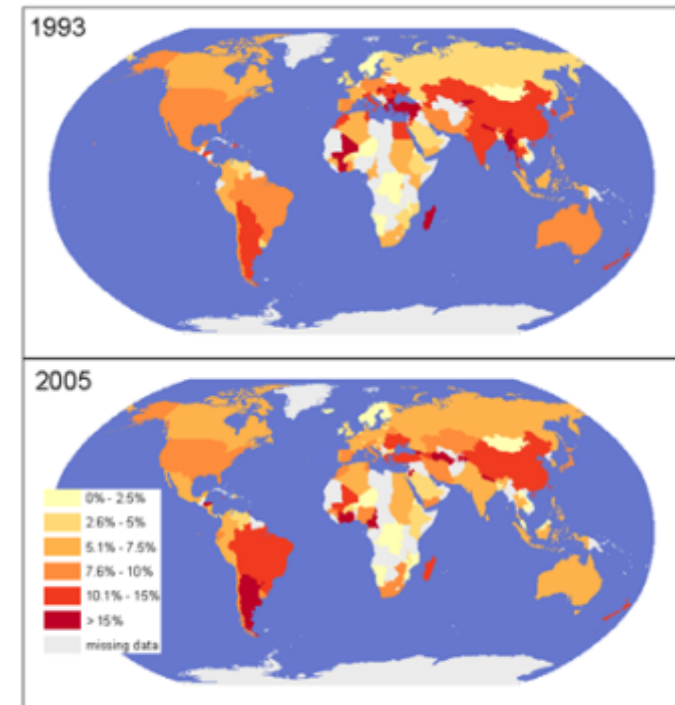 1993
2005
0% - 2.5%
2.6% - 5%
5.1% - 7.5%
7.6% - 10%
10.1% - 15%
> 15%
missing data